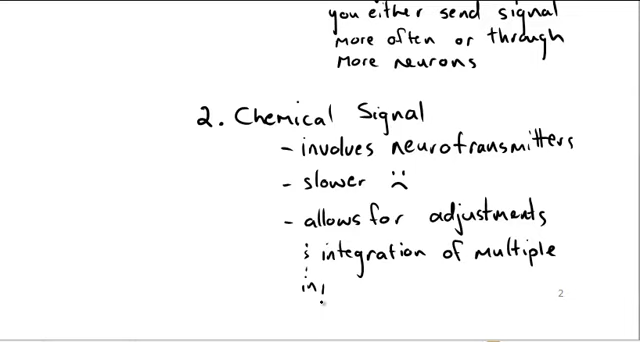 you either send signal
more often or through
more neurons
2. Chemical Signal
- involves neurotransmitters
- slower :(
- allows for adjustments
& integration of multiple
2